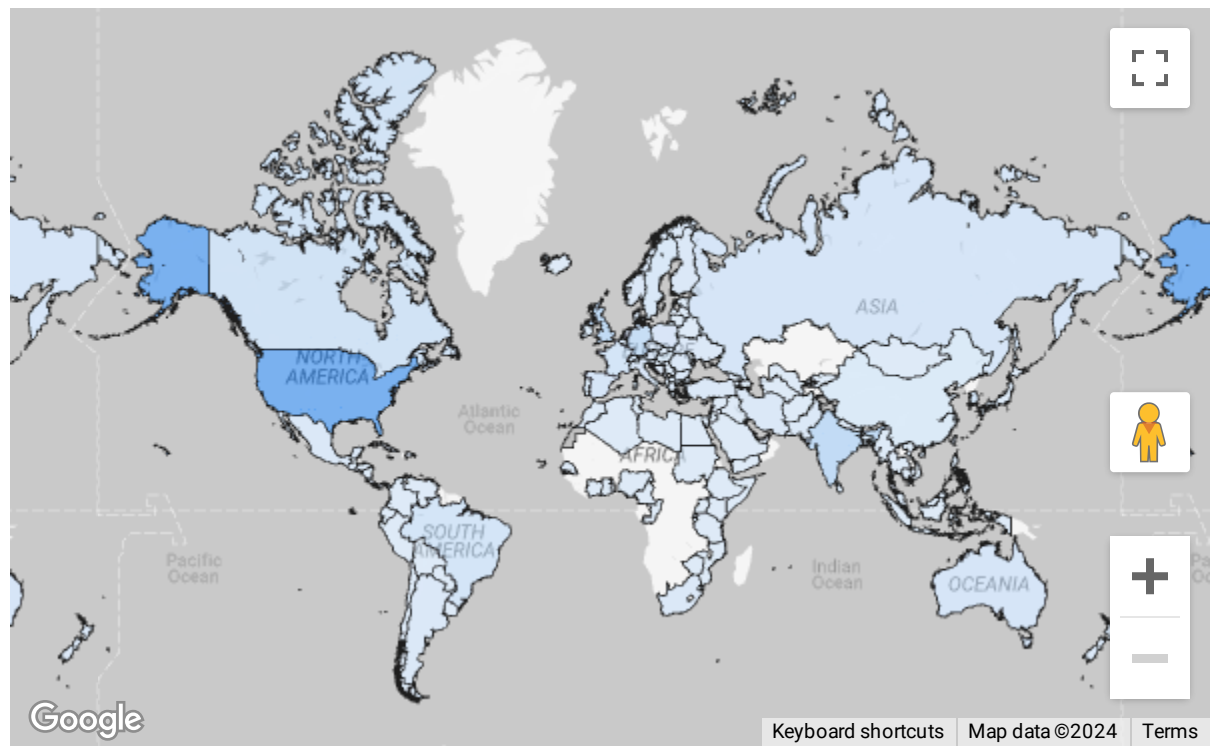 ASIA
NORTH
AMERICA
Atlantic
Ocean
AFRICA
SOUTH
AMERICA
Pacific
Ocean
Indian
Ocean
OCEANIA
Google
Keyboard shortcuts
Map data ©2024
Terms